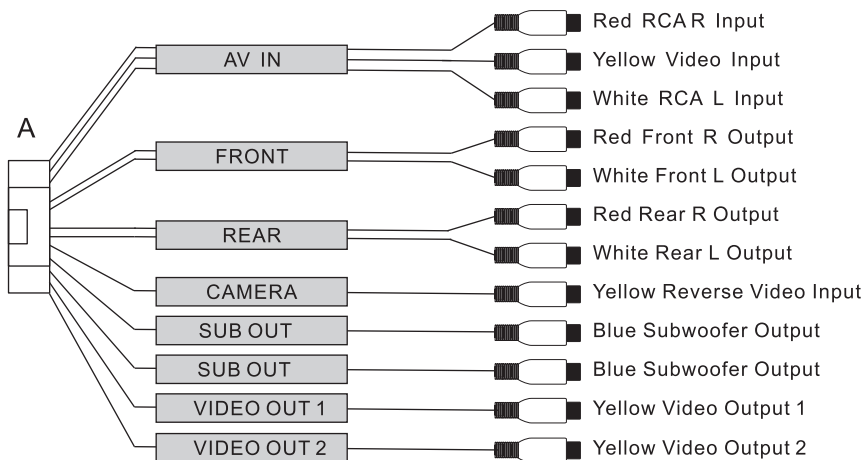 Red RCA R Input
AV IN
Yellow Video Input
White RCA L Input
A
Red Front R Output
FRONT
White Front L Output
Red Rear R Output
REAR
White Rear L Output
CAMERA
Yellow Reverse Video Input
SUB OUT
Blue Subwoofer Output
SUB OUT
Blue Subwoofer Output
VIDEO OUT 1
Yellow Video Output 1
VIDEO OUT 2
Yellow Video Output 2